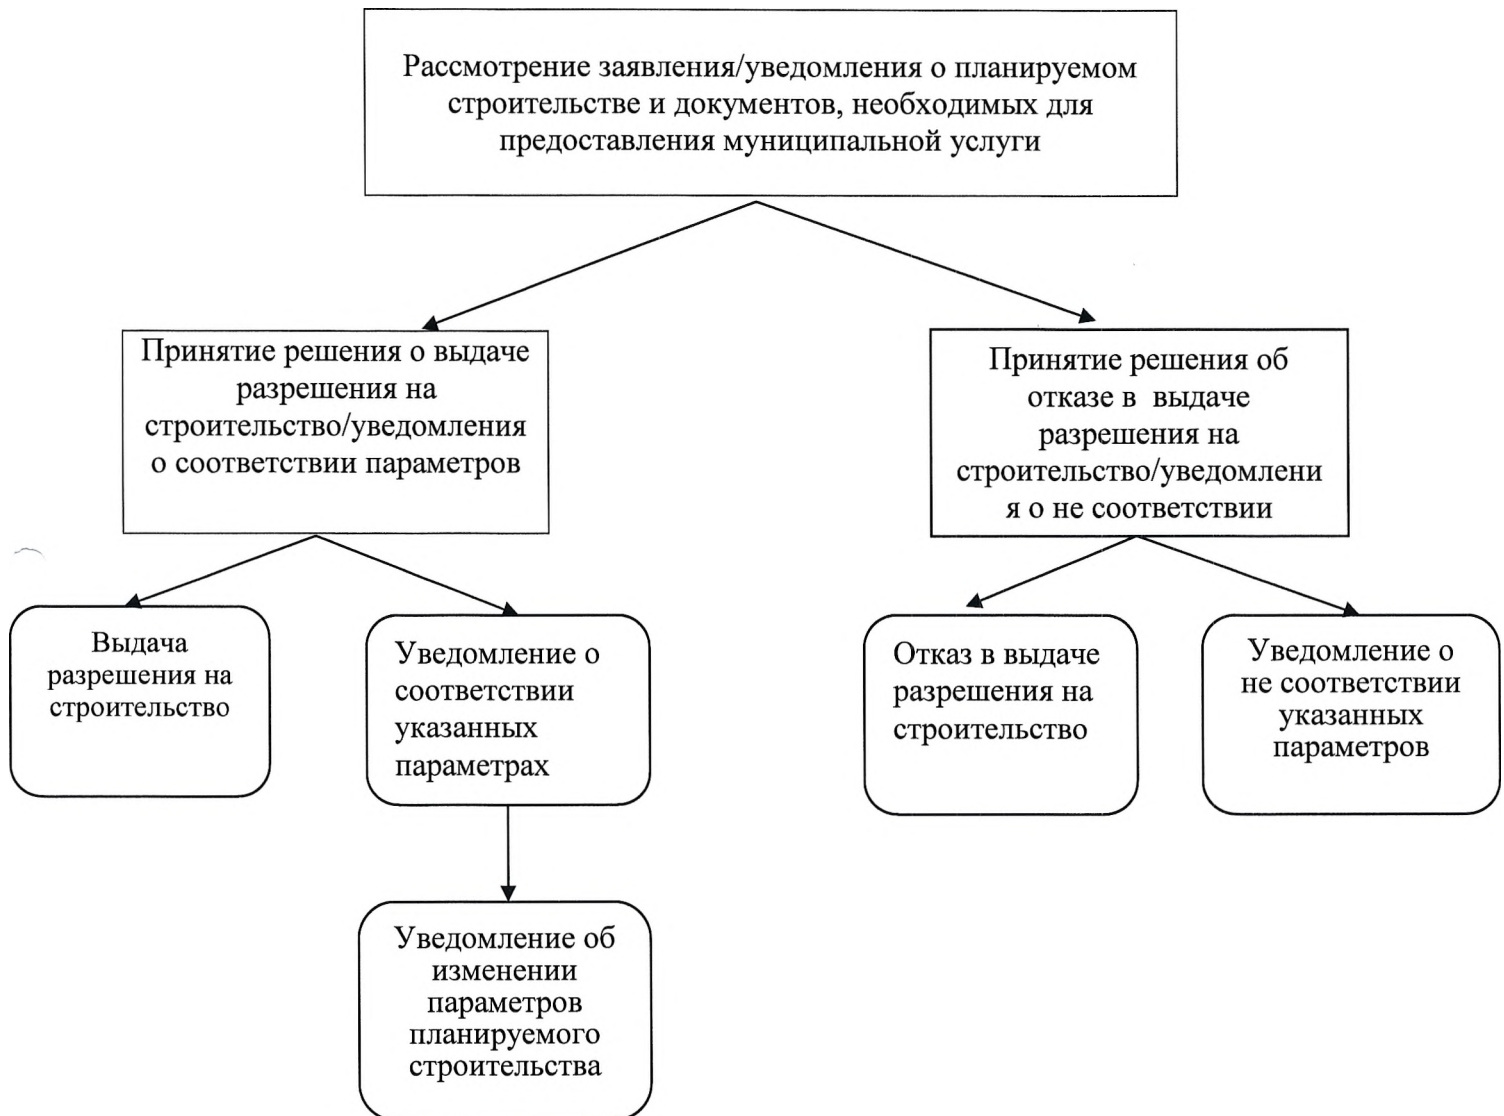 Рассмотрение заявления/уведомления о планируемом
строительстве и документов, необходимых для
предоставления муниципальной услуги
Принятие решения о выдаче
разрешения на
строительство/уведомления
о соответствии параметров
Принятие решения об
отказе в выдаче
разрешения на
строительство/уведомлени
я о не соответствии
Выдача
разрешения на
строительство
Уведомление о
соответствии
указанных
параметрах
Отказ в выдаче
разрешения на
строительство
Уведомление о
не соответствии
указанных
параметров
Уведомление об
изменении
параметров
планируемого
строительства